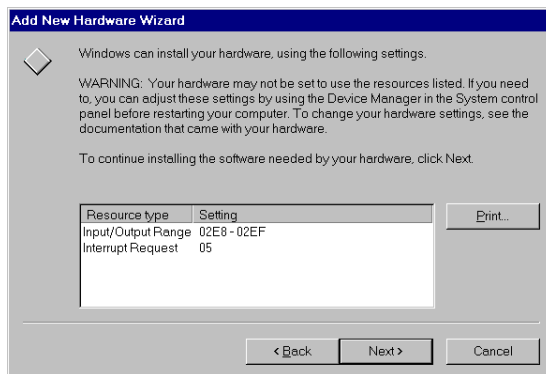 Add New Hardware Wizard
Windows can install your hardware, using the following settings.
WARNING: Your hardware may not be set to use the resources listed. If you need
to, you can adjust these settings by using the Device Manager in the System control
panel before restarting your computer. To change your hardware settings, see the
documentation that came with your hardware.
To continue installing the software needed by your hardware, click Next.
Resource type Setting
Input/Output Range 02E8 - 02EF
Interrupt Request 05
Print...
< Back Next > Cancel